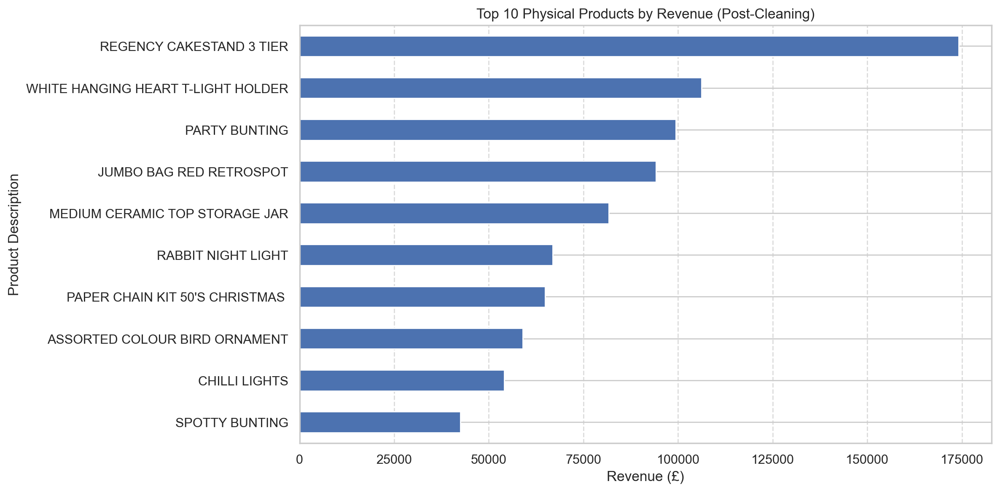 Top 10 Physical Products by Revenue (Post-Cleaning)
Product Description
REGENCY CAKESTAND 3 TIER
WHITE HANGING HEART T-LIGHT HOLDER
PARTY BUNTING
JUMBO BAG RED RETROSPOT
MEDIUM CERAMIC TOP STORAGE JAR
RABBIT NIGHT LIGHT
PAPER CHAIN KIT 50'S CHRISTMAS
ASSORTED COLOUR BIRD ORNAMENT
CHILLI LIGHTS
SPOTTY BUNTING
0 25000 50000 75000 100000 125000 150000 175000
Revenue (£)